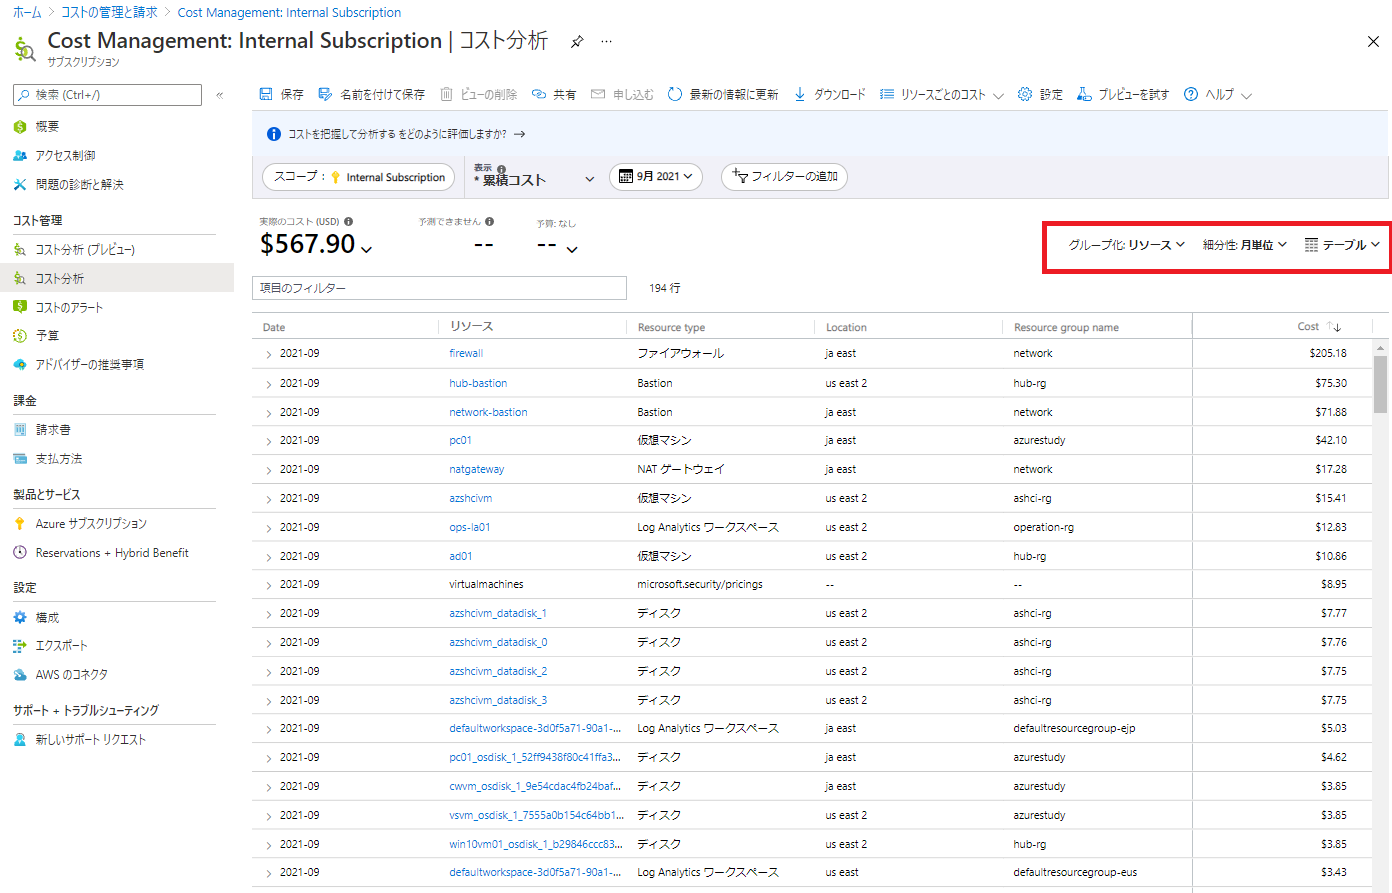 ホーム > コストの管理と請求 > Cost Management: Internal Subscription
Cost Management: Internal Subscription | コスト分析
サブスクリプション
検索 (Ctrl+/)
概要
アクセス制御
問題の診断と解決
コスト管理
コスト分析 (プレビュー)
コスト分析
コストのアラート
予算
アドバイザーの推奨事項
課金
請求書
支払方法
製品とサービス
Azure サブスクリプション
Reservations + Hybrid Benefit
設定
構成
エクスポート
AWS のコネクタ
サポート + トラブルシューティング
新しいサポート リクエスト
保存 名前を付けて保存 ビューの削除 共有 申し込む 最新の情報に更新 ダウンロード リソースごとのコスト 設定 プレビューを試す ヘルプ
コストを把握して分析する をどのように評価しますか? →
スコープ : Internal Subscription 表示 * 累積コスト 9月 2021 フィルターの追加
実際のコスト (USD) 予測できません 予算: なし
$567.90 -- --
グループ化: リソース 細分性: 月単位 テーブル
項目のフィルター 194 行
Date リソース Resource type Location Resource group name Cost ↑↓
2021-09 firewall ファイアウォール ja east network $205.18
2021-09 hub-bastion Bastion us east 2 hub-rg $75.30
2021-09 network-bastion Bastion ja east network $71.88
2021-09 pc01 仮想マシン ja east azurestudy $42.10
2021-09 natgateway NAT ゲートウェイ ja east network $17.28
2021-09 azshcivm 仮想マシン us east 2 ashci-rg $15.41
2021-09 ops-la01 Log Analytics ワークスペース us east 2 operation-rg $12.83
2021-09 ad01 仮想マシン us east 2 hub-rg $10.86
2021-09 virtualmachines microsoft.security/pricings -- -- $8.95
2021-09 azshcivm_datadisk_1 ディスク us east 2 ashci-rg $7.77
2021-09 azshcivm_datadisk_0 ディスク us east 2 ashci-rg $7.76
2021-09 azshcivm_datadisk_2 ディスク us east 2 ashci-rg $7.75
2021-09 azshcivm_datadisk_3 ディスク us east 2 ashci-rg $7.75
2021-09 defaultworkspace-3d0f5a71-90a1-... Log Analytics ワークスペース ja east defaultresourcegroup-ejp $5.03
2021-09 pc01_osdisk_1_52ff9438f80c41ffa3... ディスク ja east azurestudy $4.62
2021-09 cwvm_osdisk_1_9e54cdac4fb24baf... ディスク ja east azurestudy $3.85
2021-09 vsvm_osdisk_1_7555a0b154c64bb1... ディスク us east 2 azurestudy $3.85
2021-09 win10vm01_osdisk_1_b29846ccc83... ディスク us east 2 hub-rg $3.85
2021-09 defaultworkspace-3d0f5a71-90a1-... Log Analytics ワークスペース us east defaultresourcegroup-eus $3.43